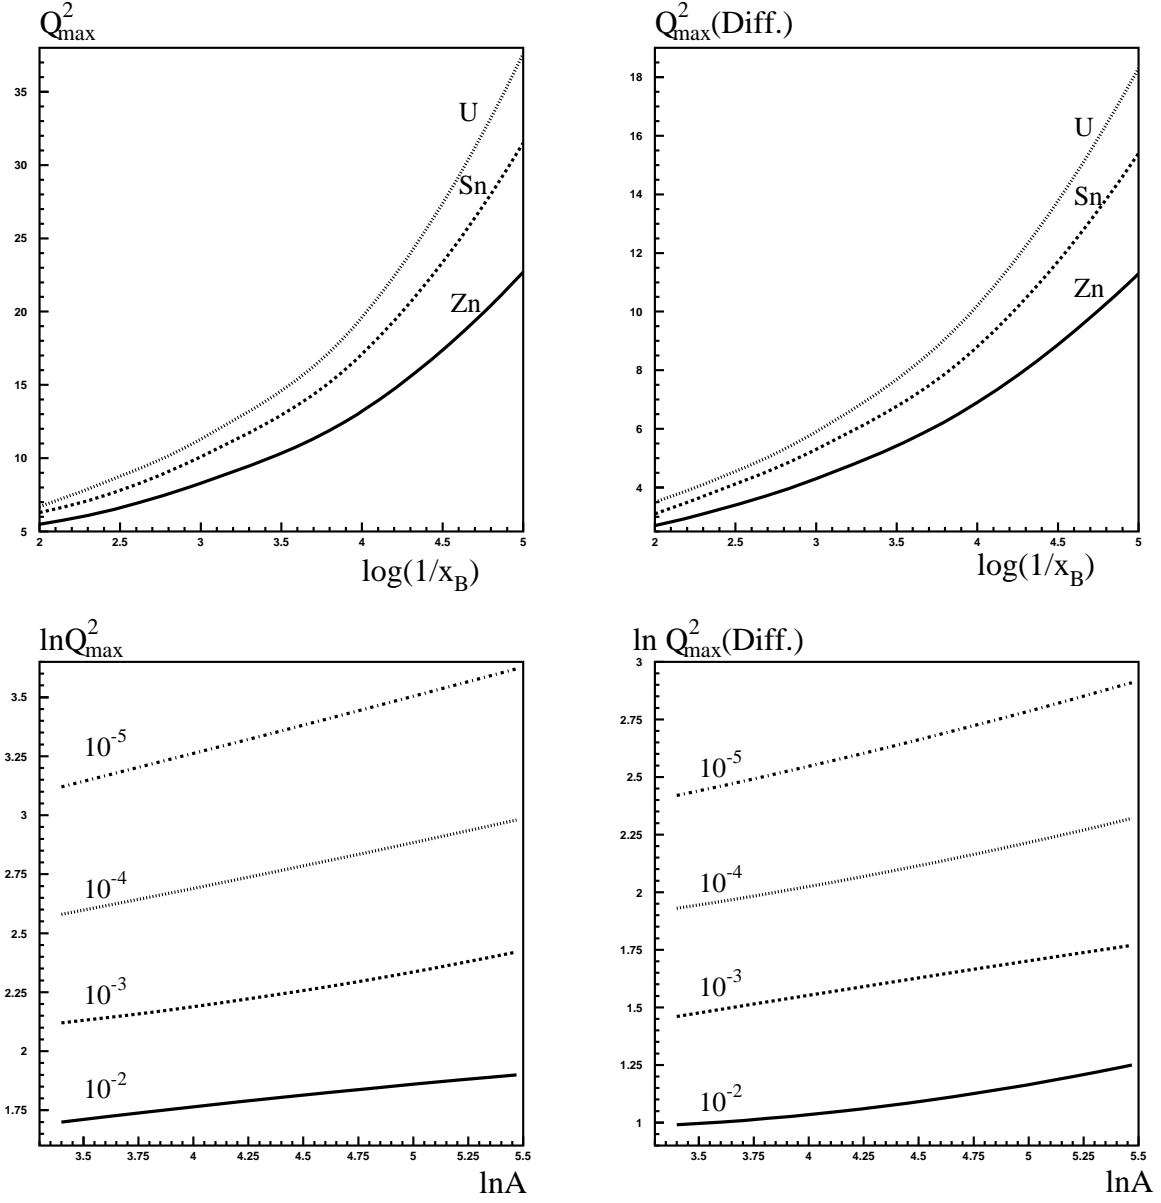 Q²max
35
30
25
20
15
10
5
U
Sn
Zn
2 2.5 3 3.5 4 4.5 5
log(1/x_B)
Q²max(Diff.)
18
16
14
12
10
8
6
4
U
Sn
Zn
2 2.5 3 3.5 4 4.5 5
log(1/x_B)
lnQ²max
3.5
3.25
3
2.75
2.5
2.25
2
1.75
10⁻⁵
10⁻⁴
10⁻³
10⁻²
3.5 3.75 4 4.25 4.5 4.75 5 5.25 5.5
lnA
ln Q²max(Diff.)
3
2.75
2.5
2.25
2
1.75
1.5
1.25
1
10⁻⁵
10⁻⁴
10⁻³
10⁻²
3.5 3.75 4 4.25 4.5 4.75 5 5.25 5.5
lnA